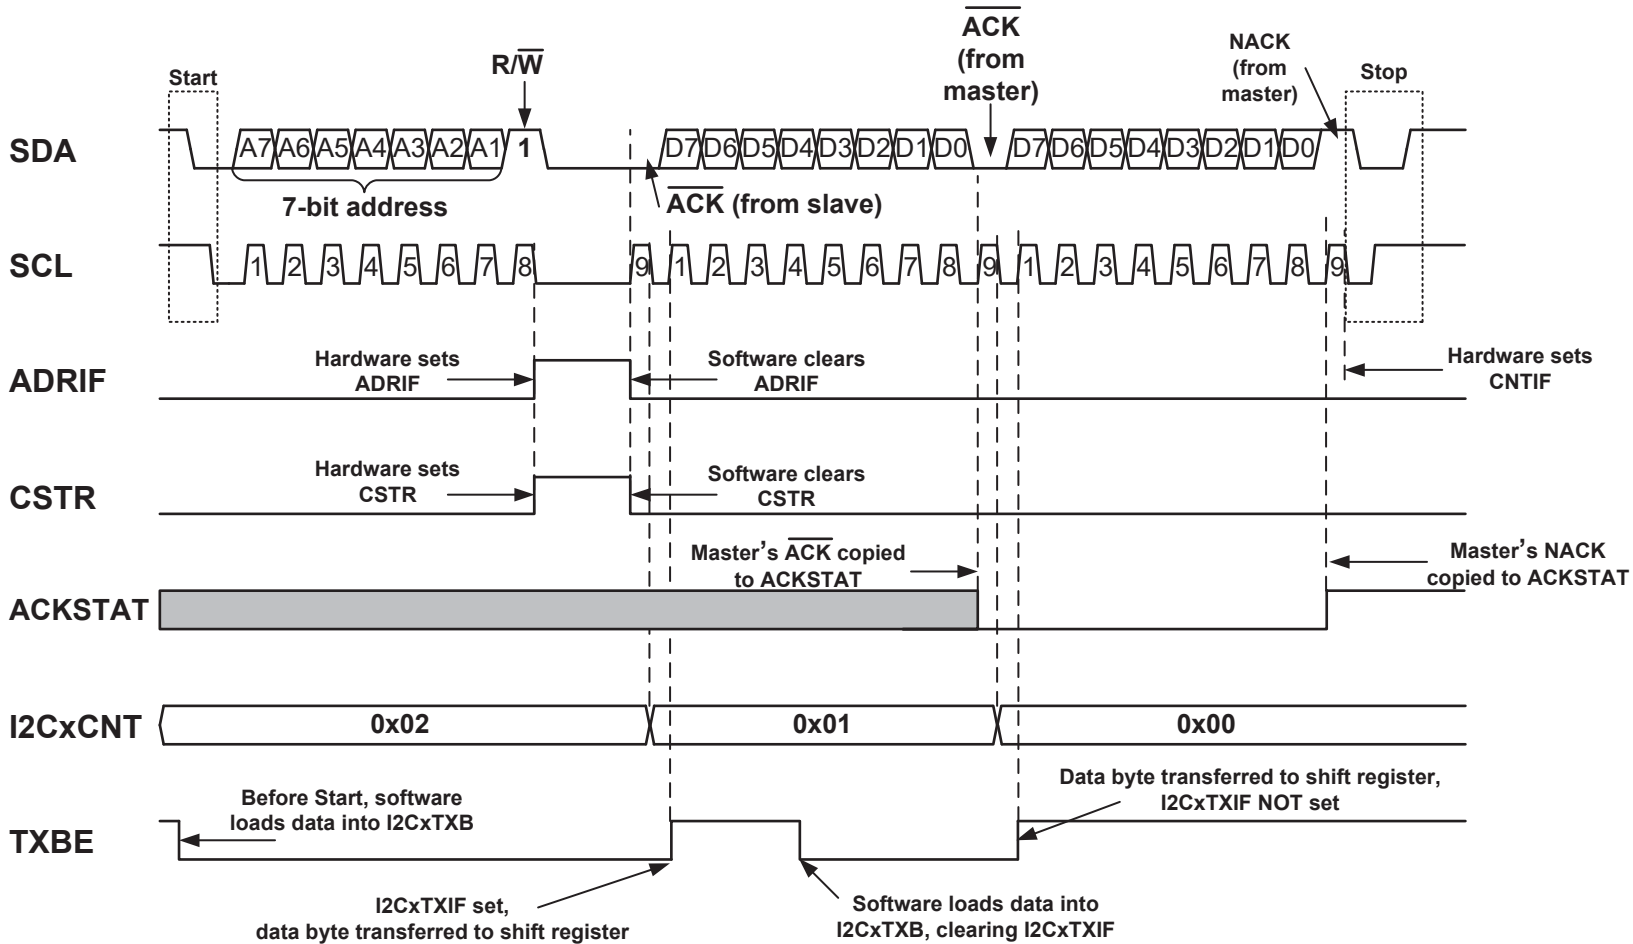 ACK
(from
master)
NACK
(from
master)
R/W
Start
Stop
SDA
A7 A6 A5 A4 A3 A2 A1 1
D7 D6 D5 D4 D3 D2 D1 D0
D7 D6 D5 D4 D3 D2 D1 D0
7-bit address
ACK (from slave)
SCL
1 2 3 4 5 6 7 8
9 1 2 3 4 5 6 7 8 9 1 2 3 4 5 6 7 8 9
ADRIF
Hardware sets
ADRIF
Software clears
ADRIF
Hardware sets
CNTIF
CSTR
Hardware sets
CSTR
Software clears
CSTR
Master’s ACK copied
to ACKSTAT
Master’s NACK
copied to ACKSTAT
ACKSTAT
I2CxCNT
0x02
0x01
0x00
TXBE
Before Start, software
loads data into I2CxTXB
Data byte transferred to shift register,
I2CxTXIF NOT set
I2CxTXIF set,
data byte transferred to shift register
Software loads data into
I2CxTXB, clearing I2CxTXIF